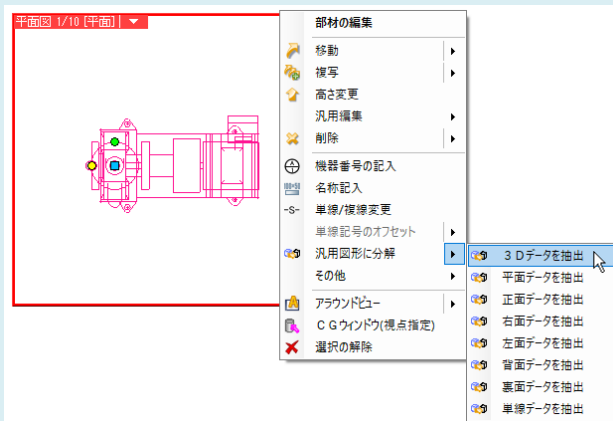 平面図 1/10 [平面]
部材の編集
移動
複写
高さ変更
汎用編集
削除
機器番号の記入
100×50
名称記入
-S-
単線/複線変更
単線記号のオフセット
汎用図形に分解
その他
アラウンドビュー
ＣＧウィンドウ(視点指定)
選択の解除
３Ｄデータを抽出
平面データを抽出
正面データを抽出
右面データを抽出
左面データを抽出
背面データを抽出
裏面データを抽出
単線データを抽出